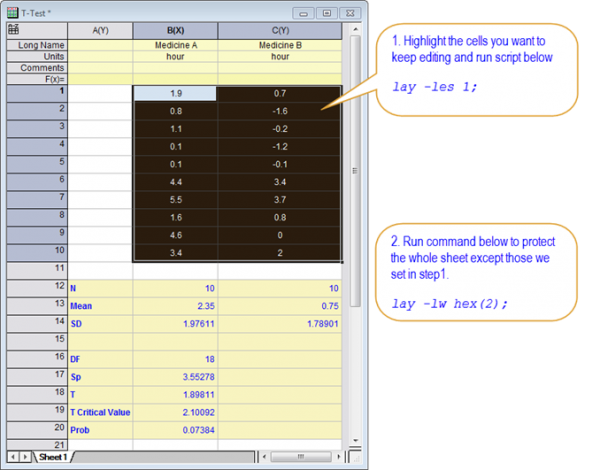 T-Test *
A(Y) B(X) C(Y)
Long Name Medicine A Medicine B
Units hour hour
Comments
F(x)=
1 1.9 0.7
2 0.8 -1.6
3 1.1 -0.2
4 0.1 -1.2
5 0.1 -0.1
6 4.4 3.4
7 5.5 3.7
8 1.6 0.8
9 4.6 0
10 3.4 2
11
12 N 10 10
13 Mean 2.35 0.75
14 SD 1.97611 1.78901
15
16 DF 18
17 Sp 3.55278
18 T 1.89811
19 T Critical Value 2.10092
20 Prob 0.07384
21
Sheet1
1. Highlight the cells you want to
keep editing and run script below
lay -les 1;
2. Run command below to protect
the whole sheet except those we
set in step1.
lay -lw hex(2);